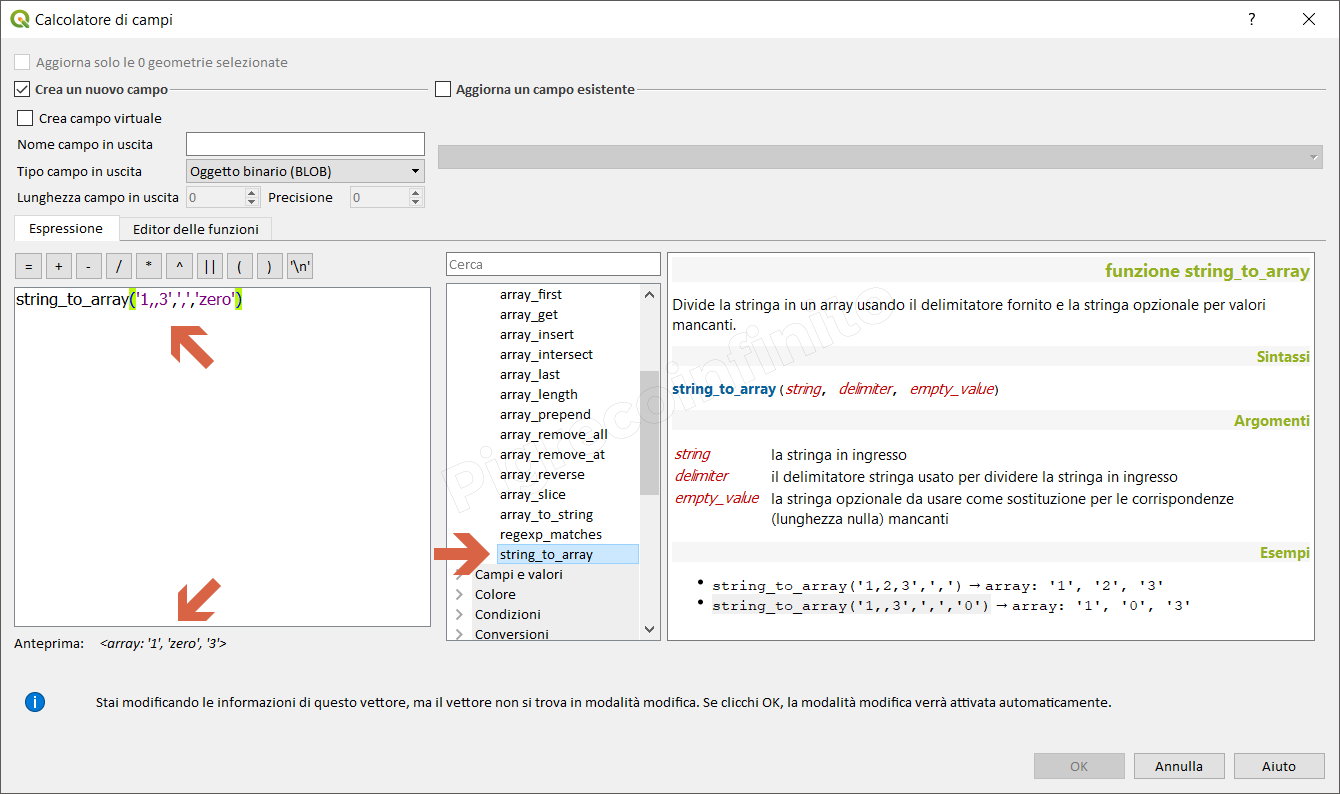 Calcolatore di campi
?
Aggiorna solo le 0 geometrie selezionate
Crea un nuovo campo
Aggiorna un campo esistente
Crea campo virtuale
Nome campo in uscita
Tipo campo in uscita
Oggetto binario (BLOB)
Lunghezza campo in uscita
0
Precisione
0
Espressione
Editor delle funzioni
= + - / * ^ || ( ) '\n'
string_to_array('1,,3',',','zero')
Anteprima: <array: '1', 'zero', '3'>
Cerca
array_first
array_get
array_insert
array_intersect
array_last
array_length
array_prepend
array_remove_all
array_remove_at
array_reverse
array_slice
array_to_string
regexp_matches
string_to_array
Campi e valori
Colore
Condizioni
Conversioni
funzione string_to_array
Divide la stringa in un array usando il delimitatore fornito e la stringa opzionale per valori
mancanti.
Sintassi
string_to_array(string, delimiter, empty_value)
Argomenti
string la stringa in ingresso
delimiter il delimitatore stringa usato per dividere la stringa in ingresso
empty_value la stringa opzionale da usare come sostituzione per le corrispondenze
(lunghezza nulla) mancanti
Esempi
• string_to_array('1,2,3',',') → array: '1', '2', '3'
• string_to_array('1,,3',',','0') → array: '1', '0', '3'
Stai modificando le informazioni di questo vettore, ma il vettore non si trova in modalità modifica. Se clicchi OK, la modalità modifica verrà attivata automaticamente.
OK
Annulla
Aiuto